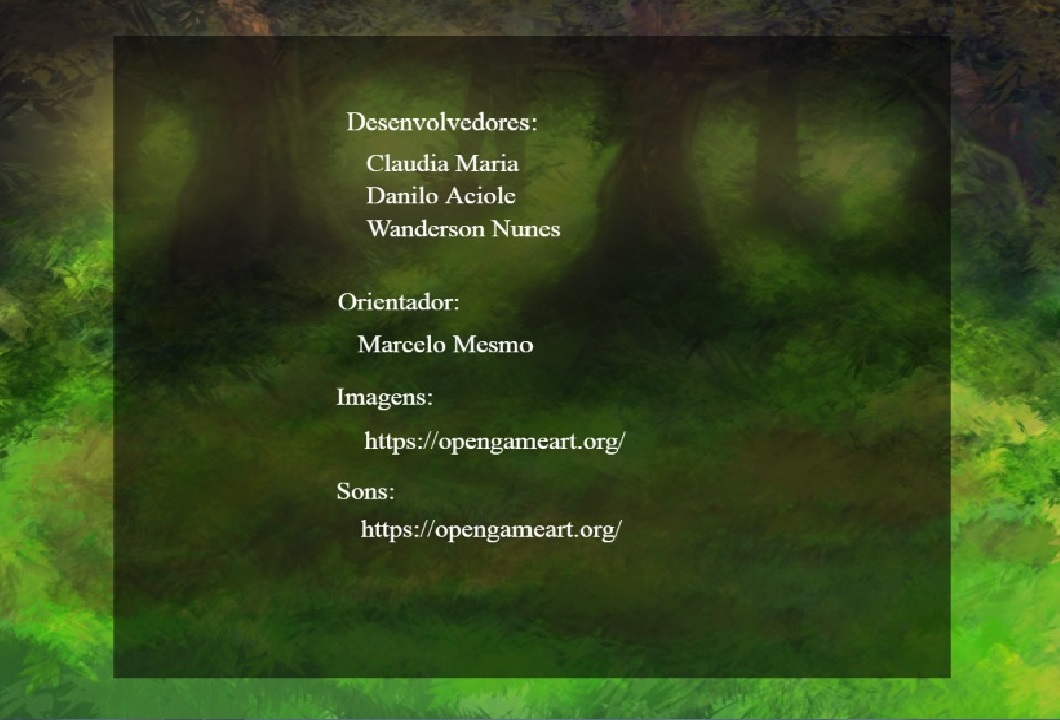 Desenvolvedores:
Claudia Maria
Danilo Aciole
Wanderson Nunes
Orientador:
Marcelo Mesmo
Imagens:
https://opengameart.org/
Sons:
https://opengameart.org/